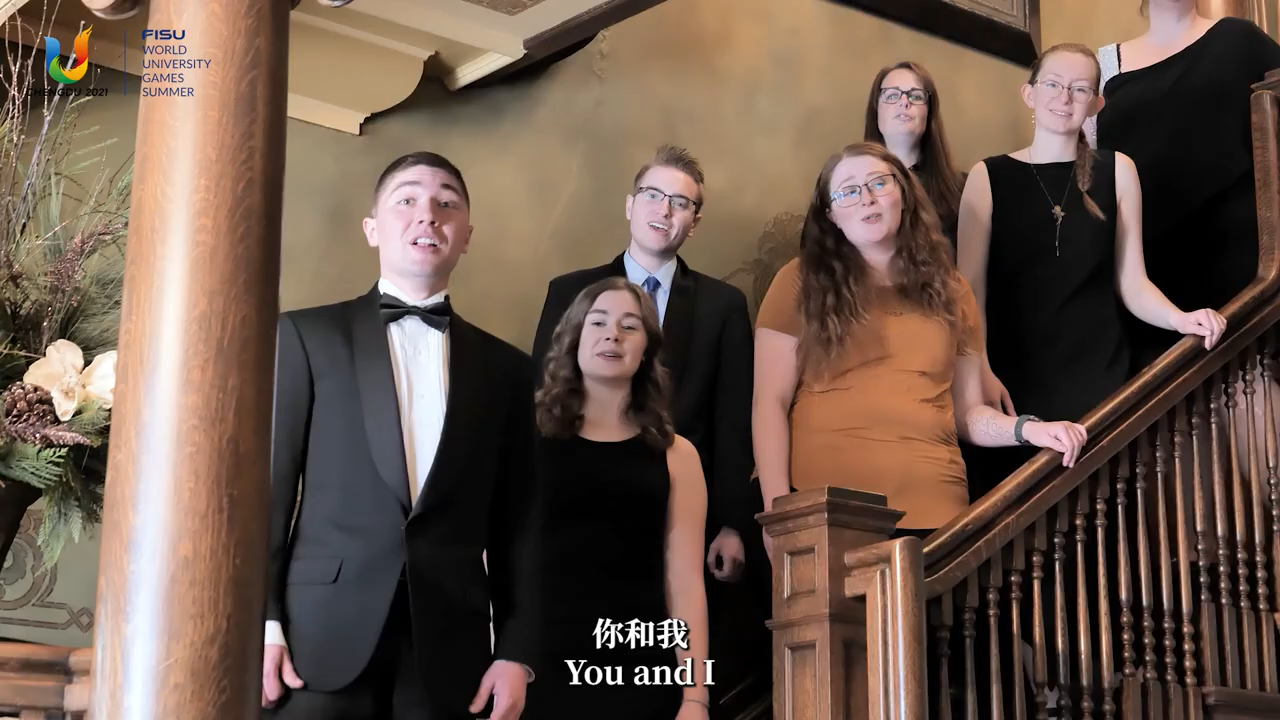 FISU
WORLD
UNIVERSITY
GAMES
SUMMER
CHENGDU 2021
你和我
You and I